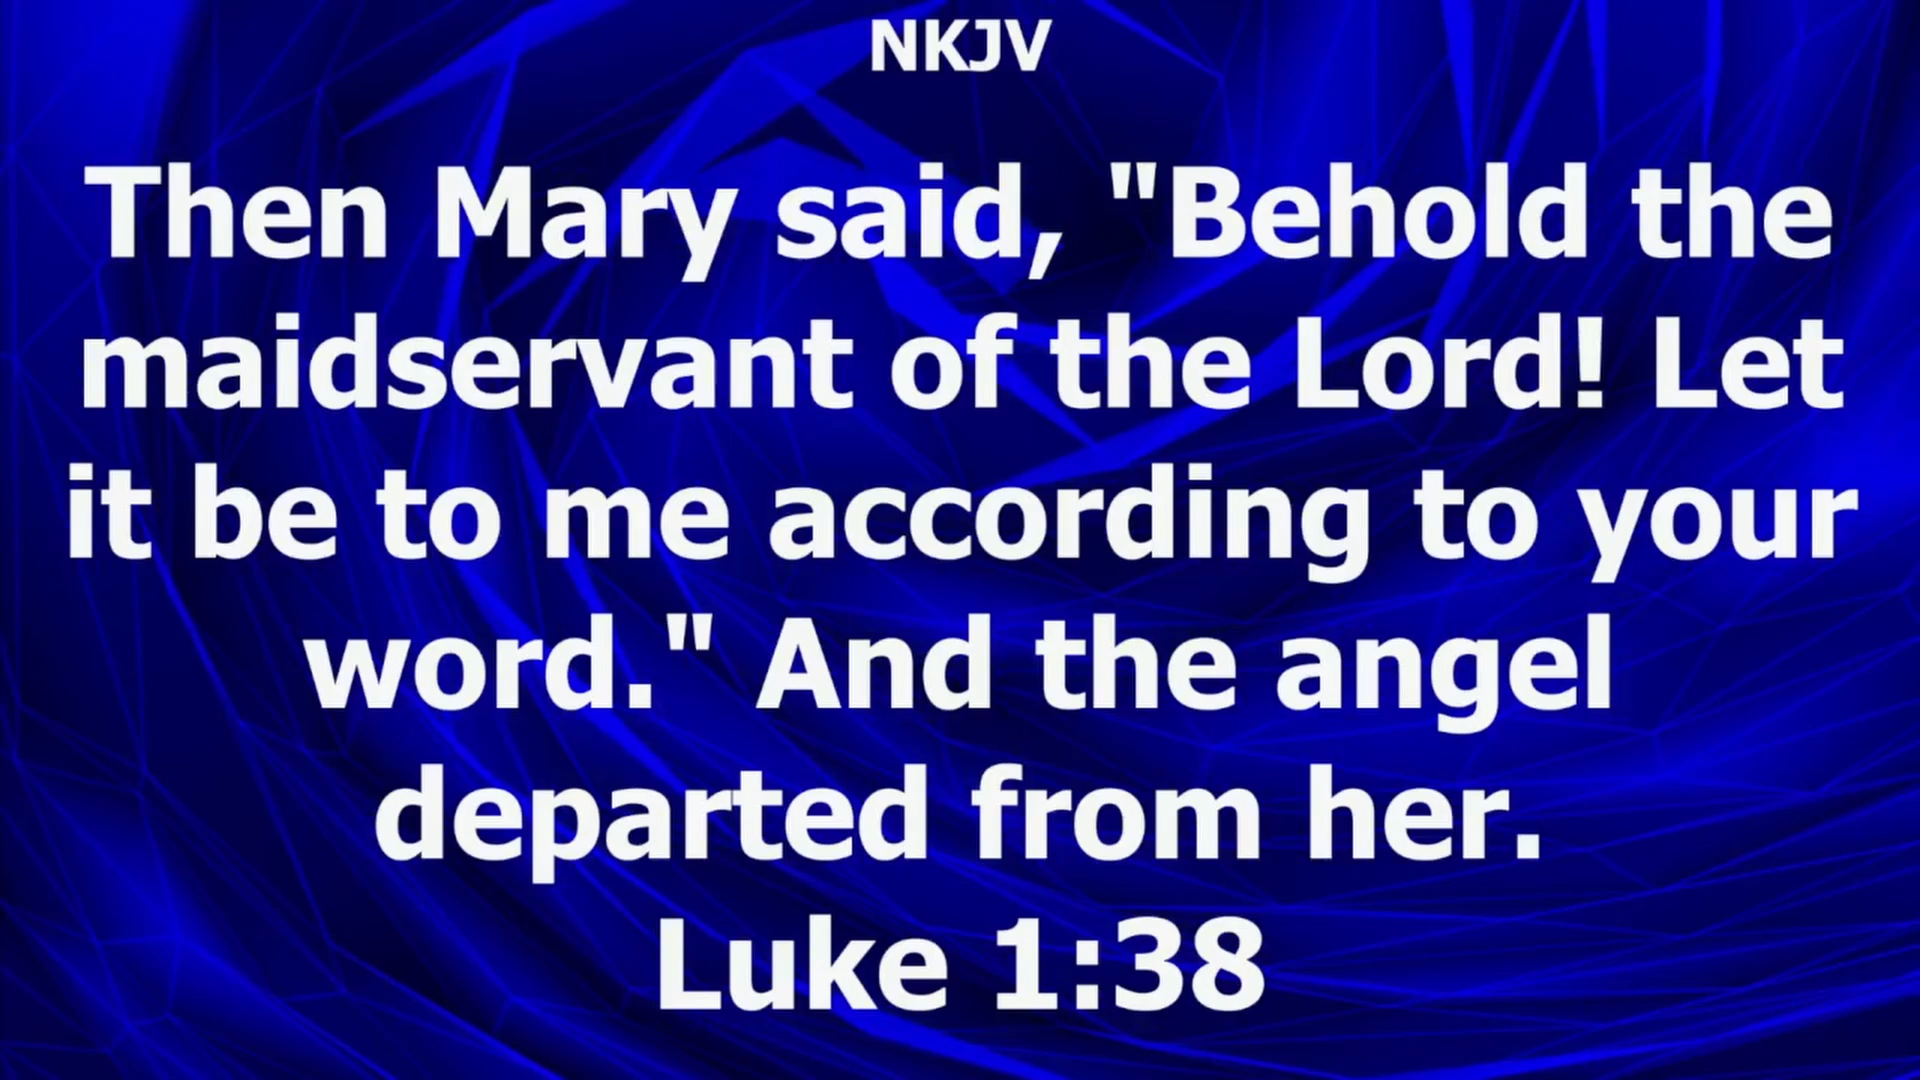 NKJV
Then Mary said, "Behold the
maidservant of the Lord! Let
it be to me according to your
word." And the angel
departed from her.
Luke 1:38